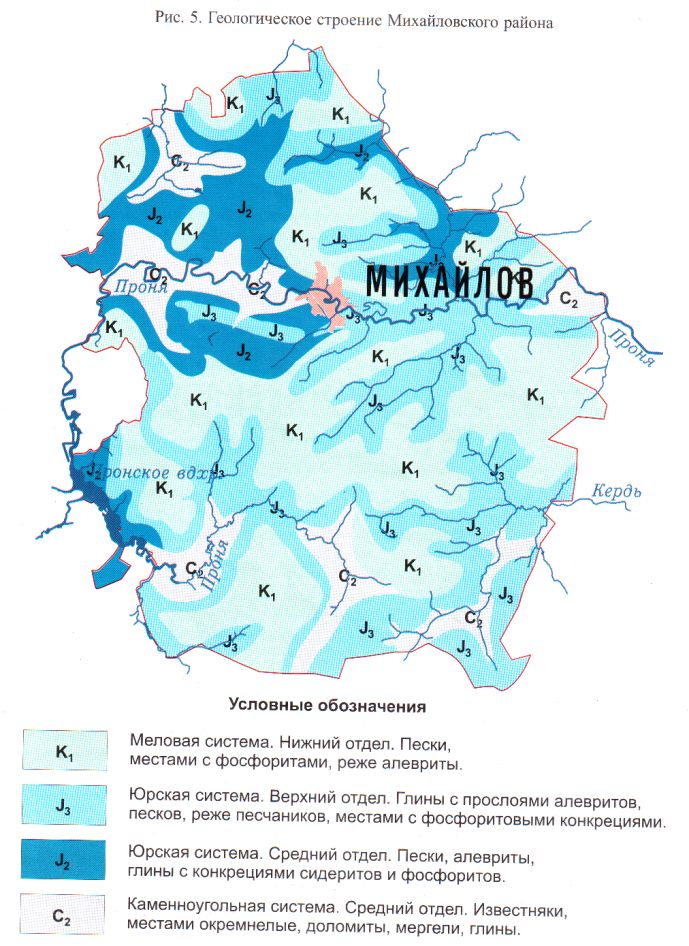 Рис. 5. Геологическое строение Михайловского района
K₁
J₃
K₁
K₁
C₂
J₂
K₁
J₂
J₂
K₁
K₁
J₃
K₁
J₂
C₂
Проня
C₂
МИХАЙЛОВ
C₂
J₃
J₃
J₃
K₁
J₃
J₂
K₁
J₃
Проня
K₁
J₃
K₁
K₁
J₂
Пронское вдхр.
J₃
K₁
K₁
J₃
Кердь
J₃
J₃
J₃
C₂
Проня
K₁
C₂
K₁
J₃
J₃
J₃
C₂
J₃
Условные обозначения
K₁
Меловая система. Нижний отдел. Пески,
местами с фосфоритами, реже алевриты.
J₃
Юрская система. Верхний отдел. Глины с прослоями алевритов,
песков, реже песчаников, местами с фосфоритовыми конкрециями.
J₂
Юрская система. Средний отдел. Пески, алевриты,
глины с конкрециями сидеритов и фосфоритов.
C₂
Каменноугольная система. Средний отдел. Известняки,
местами окремнелые, доломиты, мергели, глины.